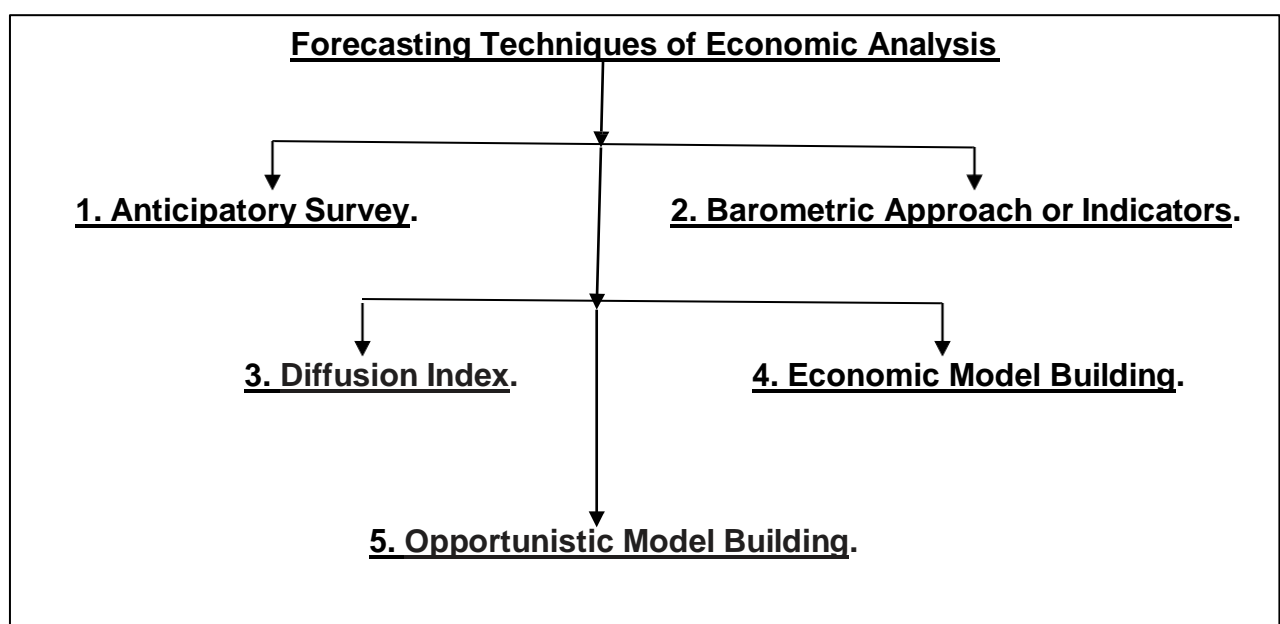 Forecasting Techniques of Economic Analysis
1. Anticipatory Survey.
2. Barometric Approach or Indicators.
3. Diffusion Index.
4. Economic Model Building.
5. Opportunistic Model Building.